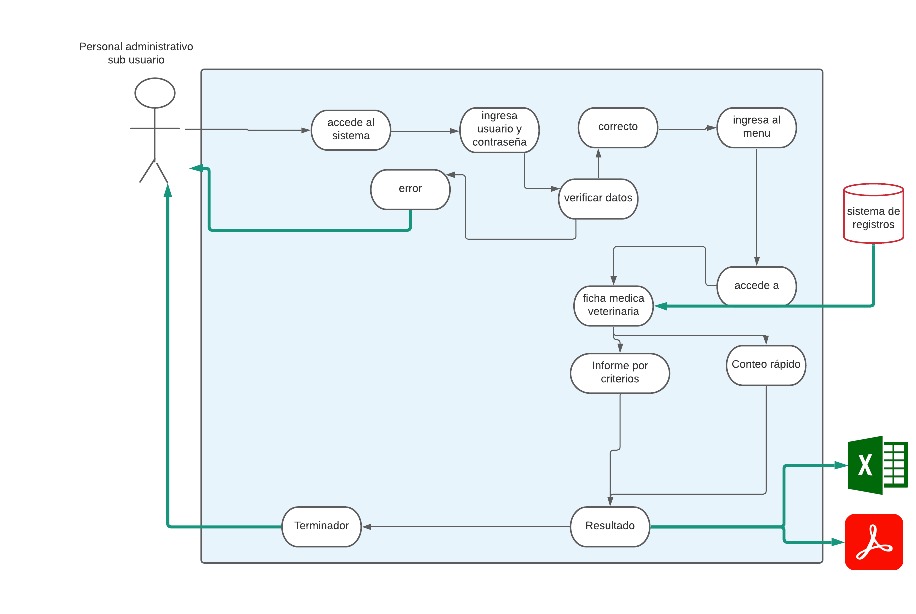 Personal administrativo
sub usuario
accede al
sistema
ingresa
usuario y
contraseña
correcto
ingresa al
menu
error
verificar datos
sistema de
registros
accede a
ficha medica
veterinaria
Informe por
criterios
Conteo rápido
X
Terminador
Resultado